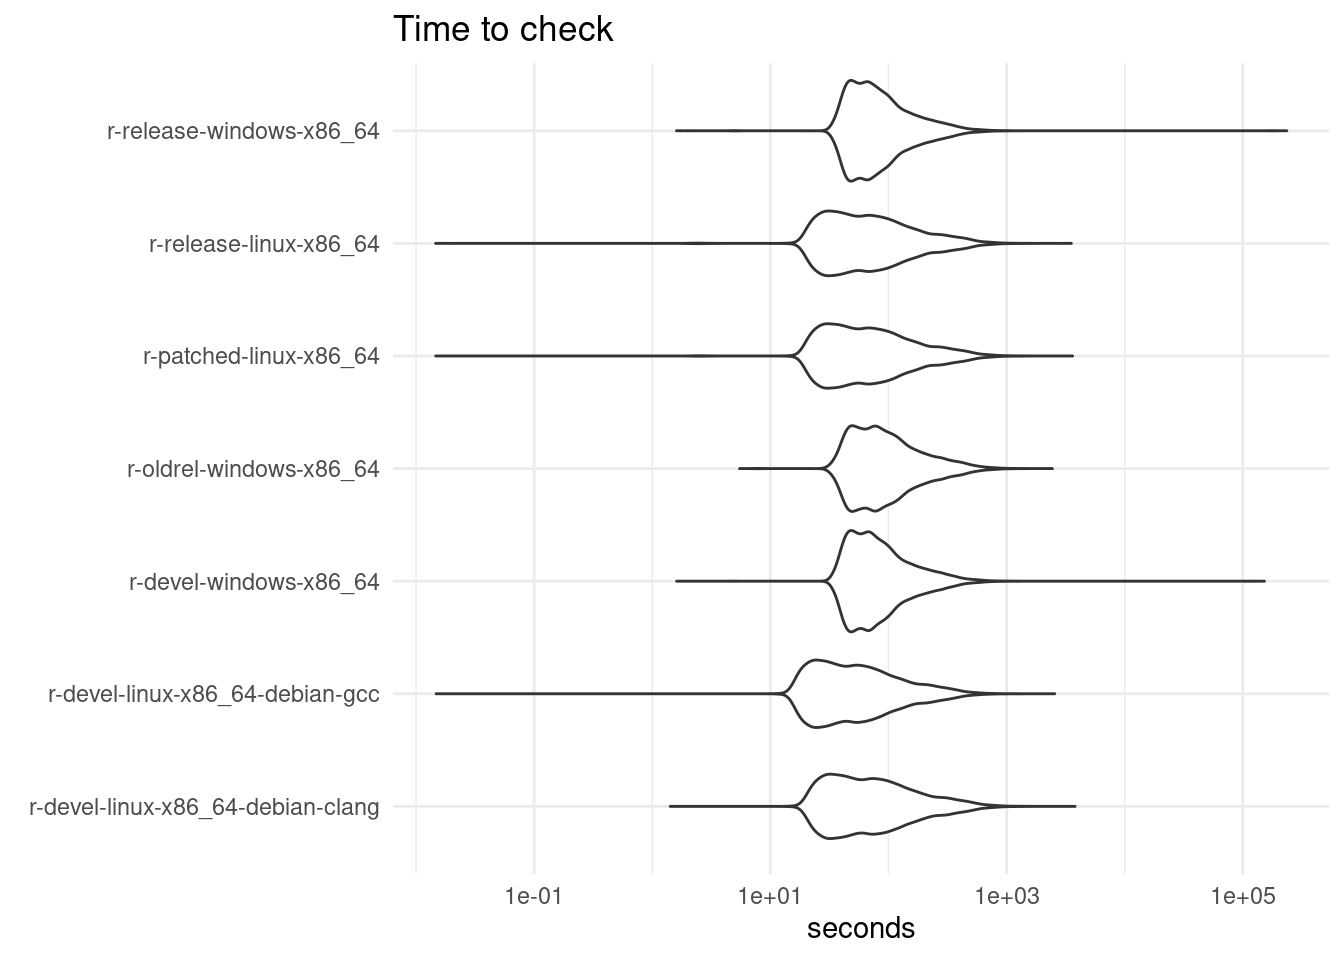 Time to check
r-release-windows-x86_64
r-release-linux-x86_64
r-patched-linux-x86_64
r-oldrel-windows-x86_64
r-devel-windows-x86_64
r-devel-linux-x86_64-debian-gcc
r-devel-linux-x86_64-debian-clang
1e-01 1e+01 1e+03 1e+05
seconds